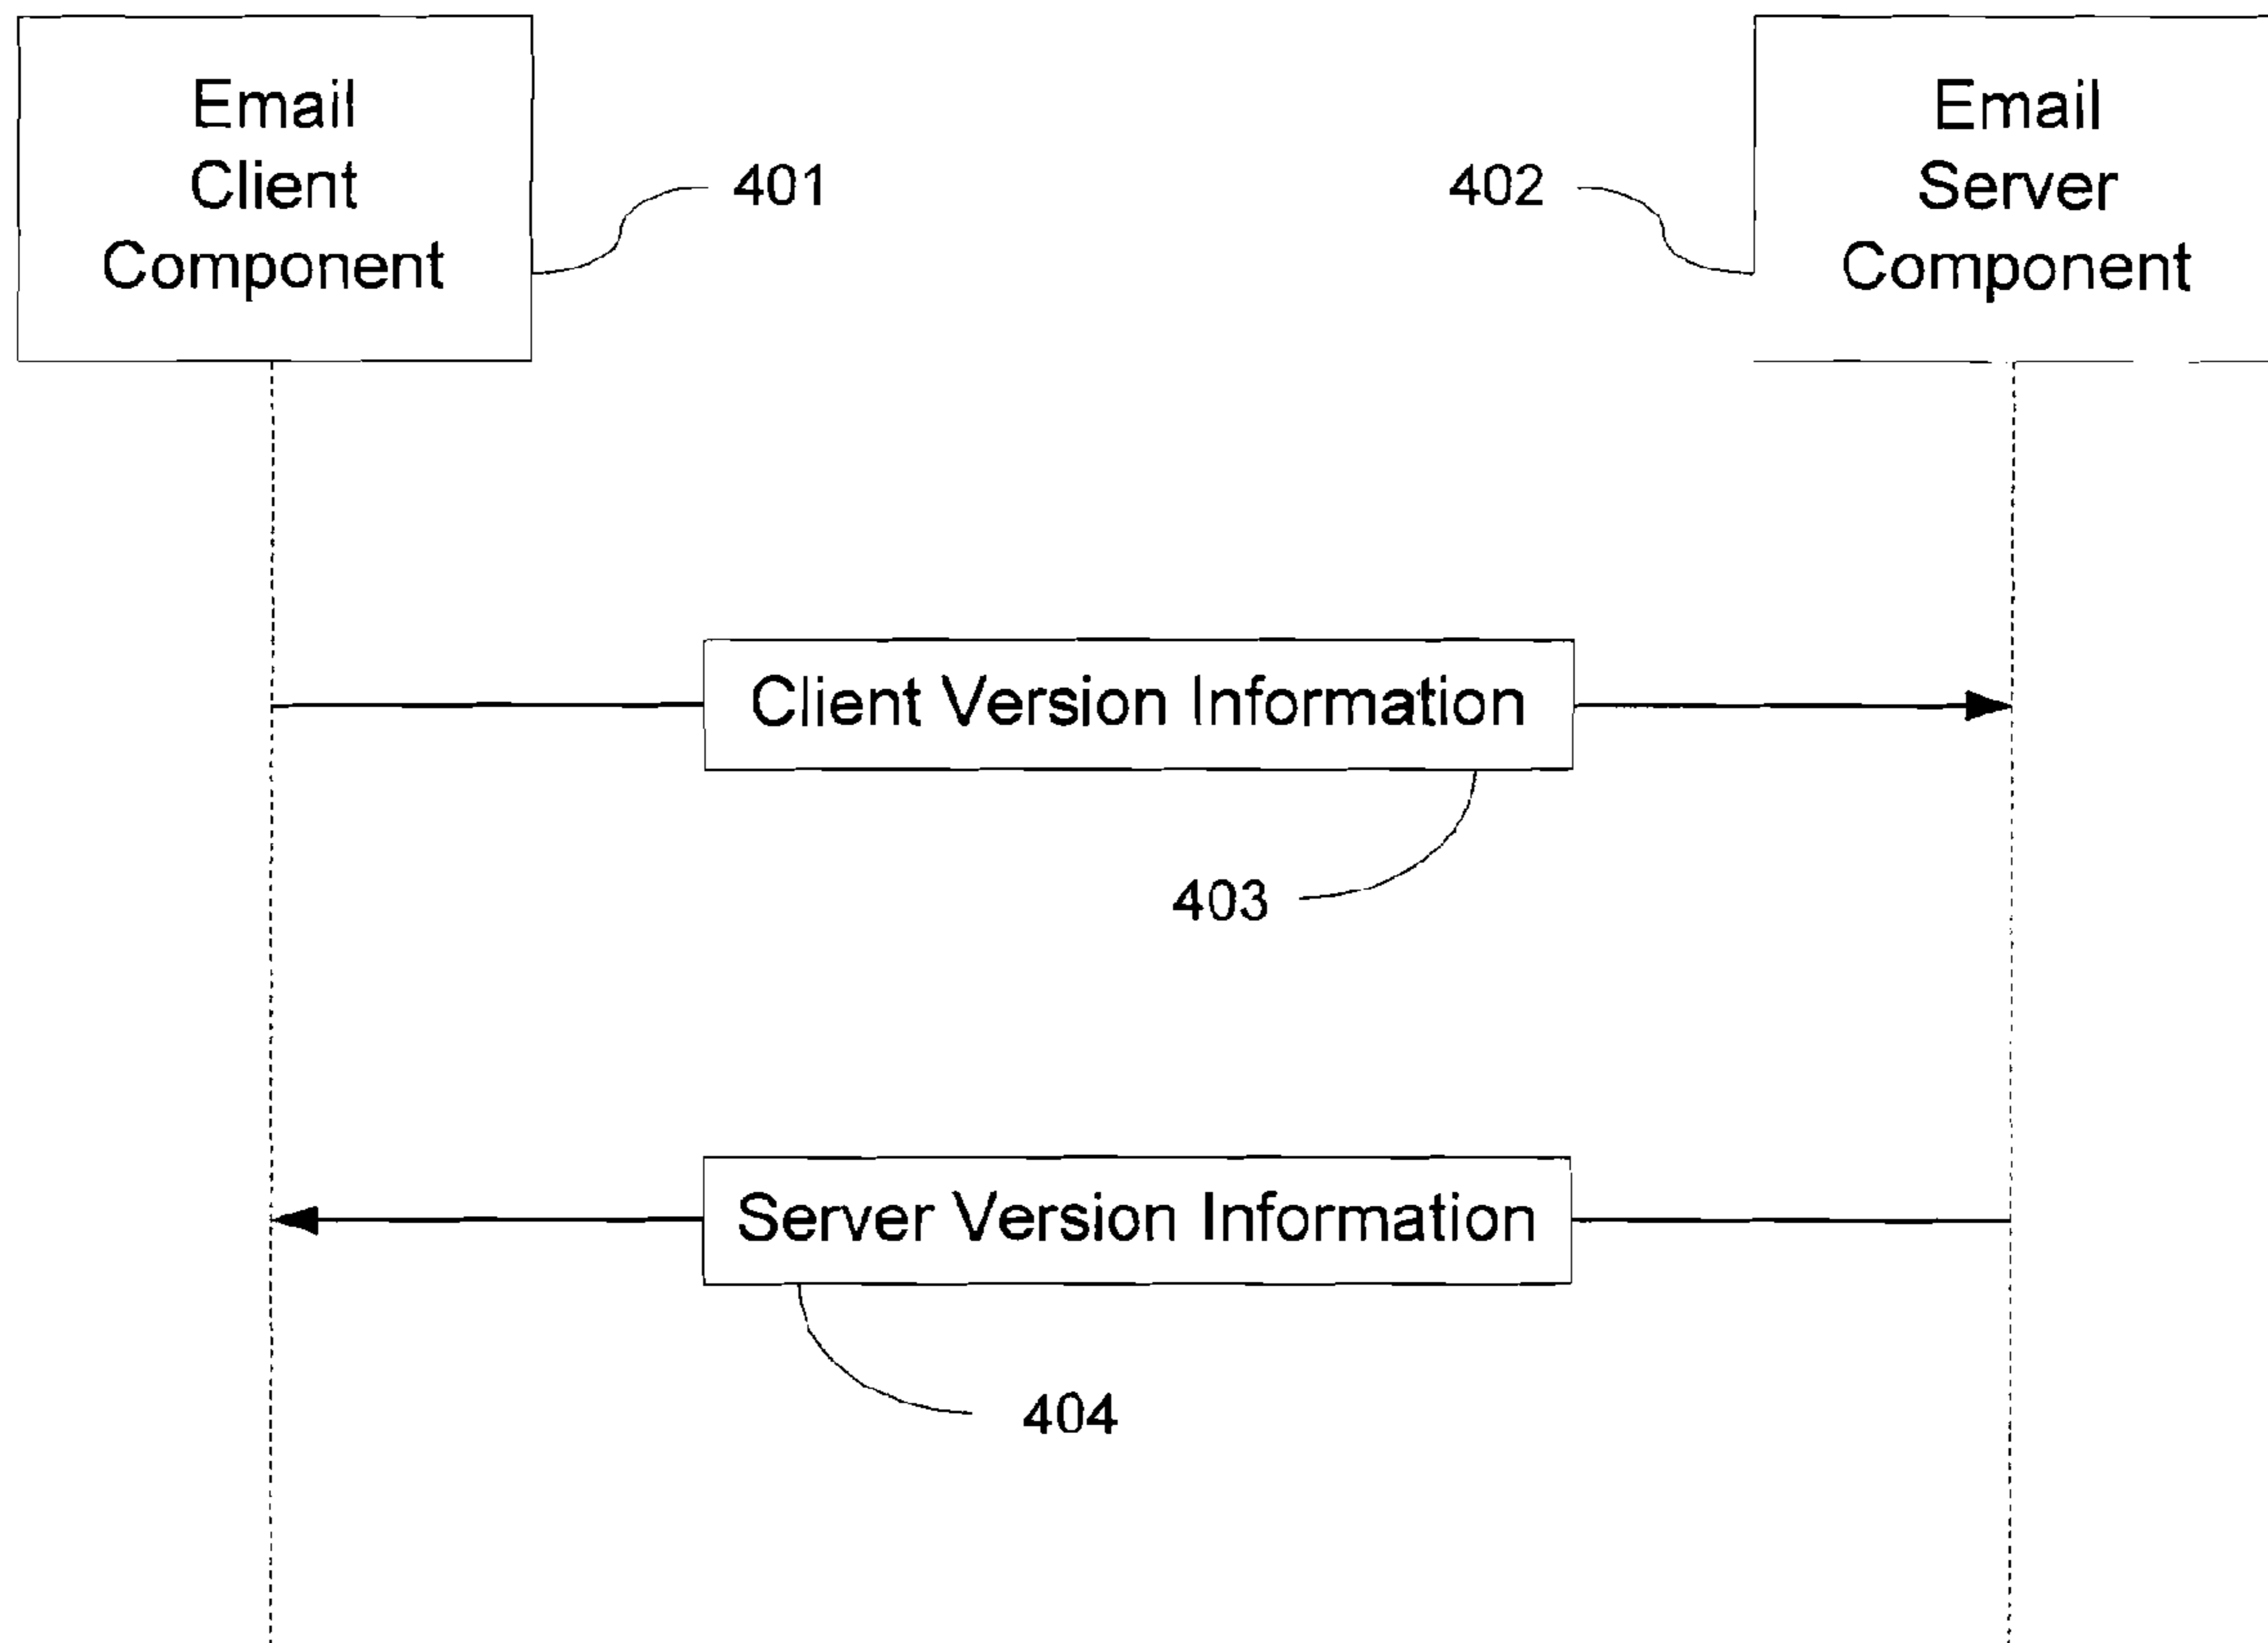 Email
Client
Component
401
402
Email
Server
Component
Client Version Information
403
Server Version Information
404